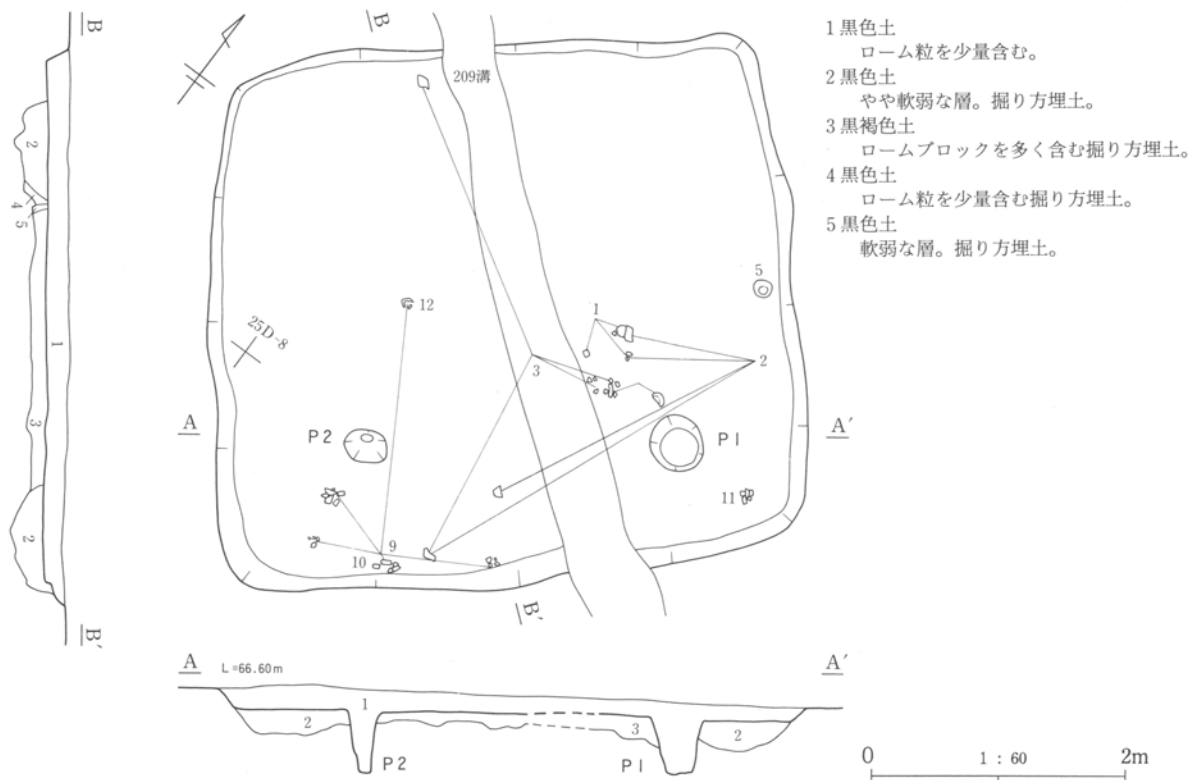 1 黒色土
ローム粒を少量含む。
2 黒色土
やや軟弱な層。掘り方埋土。
3 黒褐色土
ロームブロックを多く含む掘り方埋土。
4 黒色土
ローム粒を少量含む掘り方埋土。
5 黒色土
軟弱な層。掘り方埋土。
B
2
4
5
1
3
2
B′
B
209溝
5
12
1
25D-8
3
2
A
P2
P1
A′
11
9
10
B′
A
L=66.60m
A′
1
2
3
2
P2
P1
0
1 : 60
2m